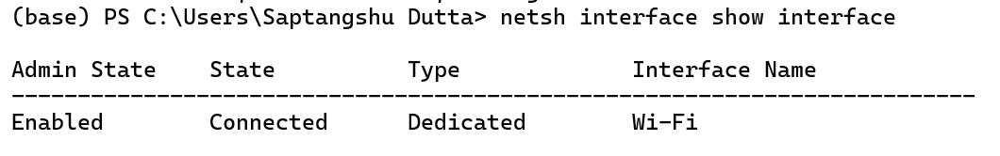 (base) PS C:\Users\Saptangshu Dutta> netsh interface show interface
Admin State    State          Type             Interface Name
-------------------------------------------------------------------------
Enabled        Connected      Dedicated        Wi-Fi